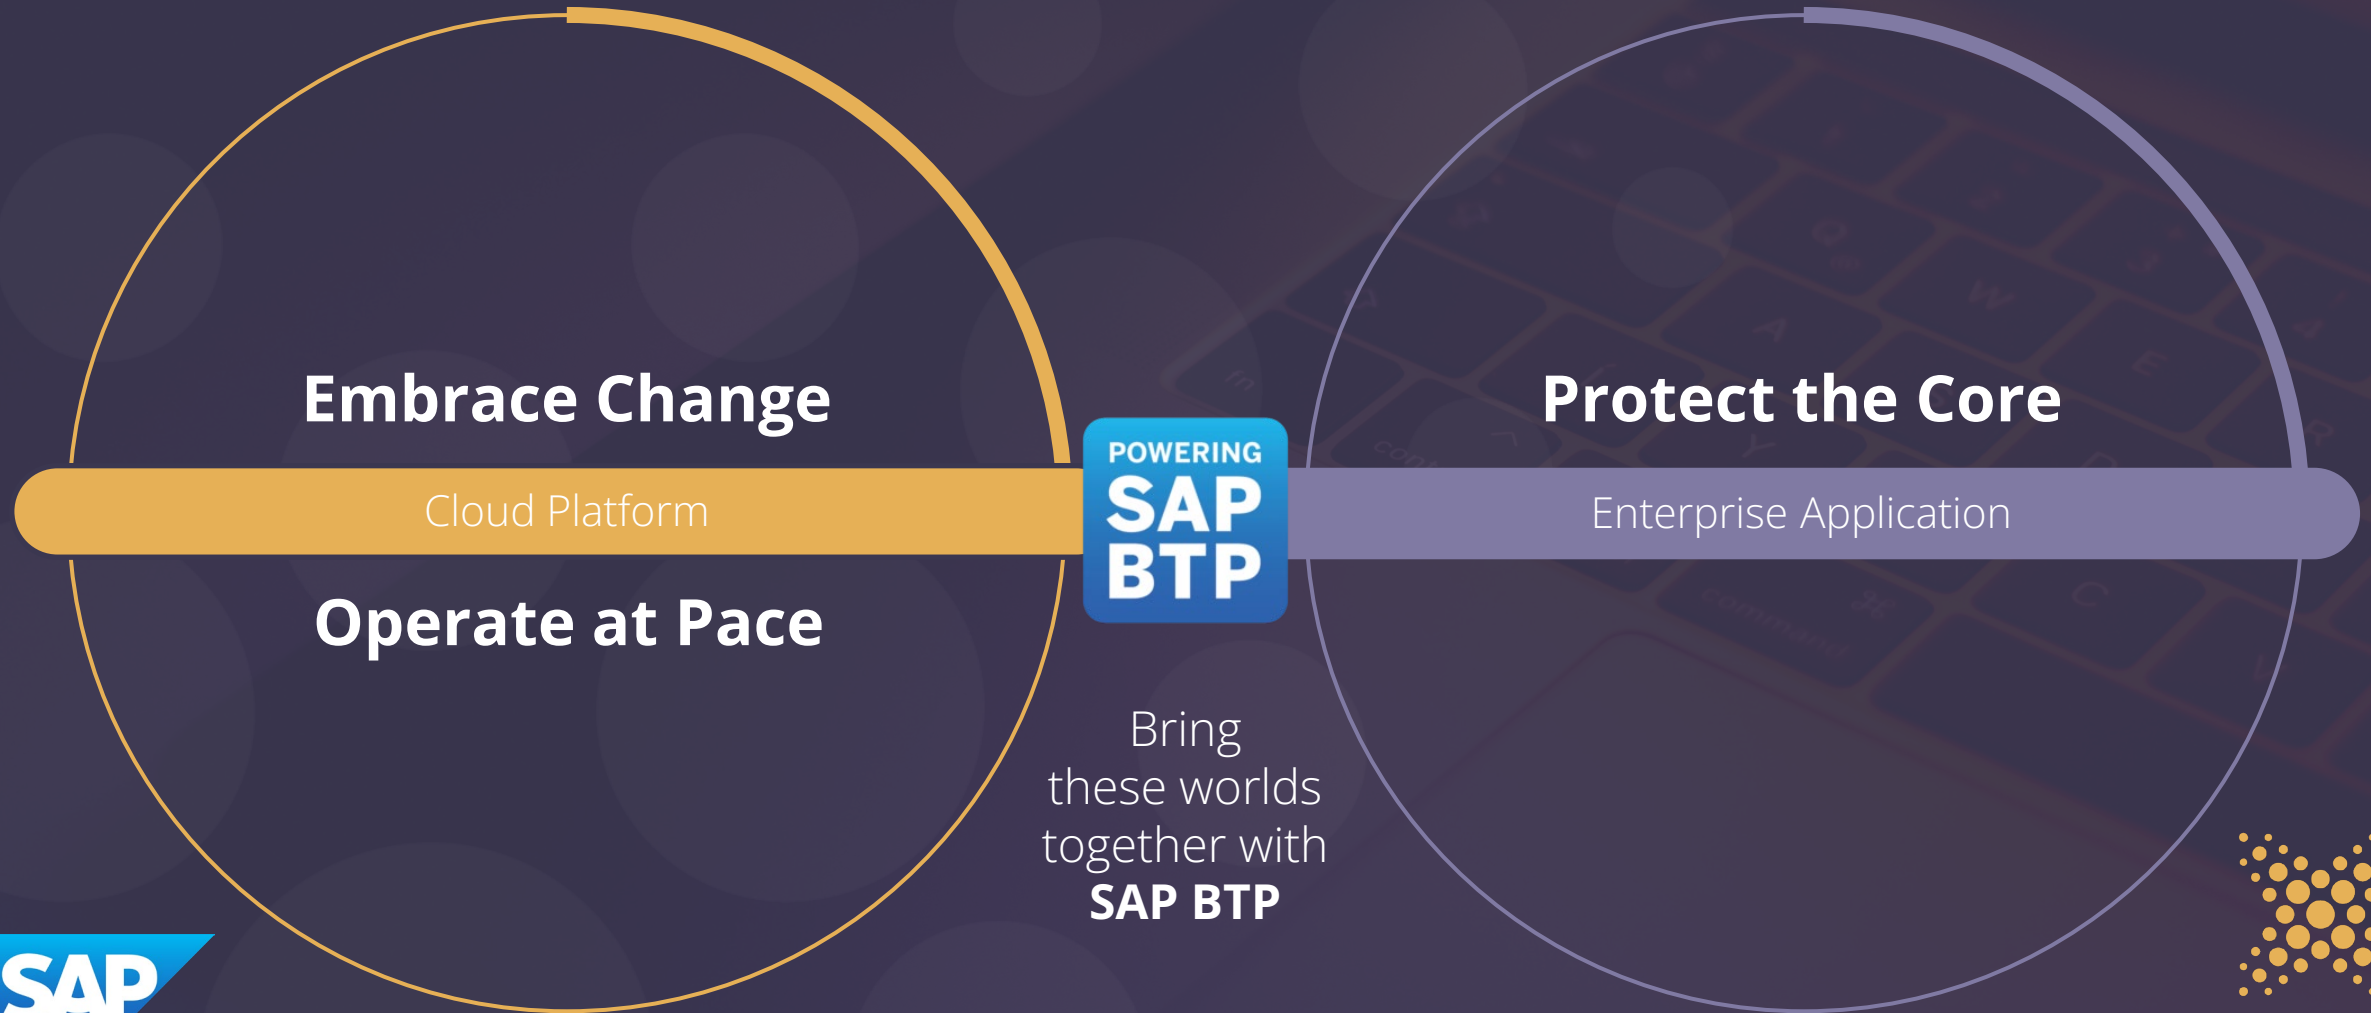 Embrace Change
Cloud Platform
Operate at Pace
POWERING
SAP
BTP
Bring
these worlds
together with
SAP BTP
Protect the Core
Enterprise Application
SAP